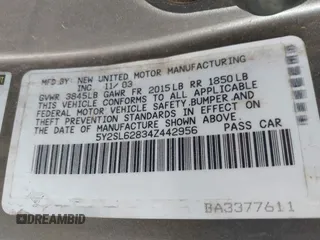 MFD BY: NEW UNITED MOTOR MANUFACTURING
INC. 11/03
GVWR 3845LB GAWR FR 2015LB RR 1850LB
THIS VEHICLE CONFORMS TO ALL APPLICABLE
FEDERAL MOTOR VEHICLE SAFETY, BUMPER, AND
THEFT PREVENTION STANDARDS IN EFFECT ON
THE DATE OF MANUFACTURE SHOWN ABOVE.
5Y2SL62834Z442956 PASS CAR
BA3377611
DREAMBID